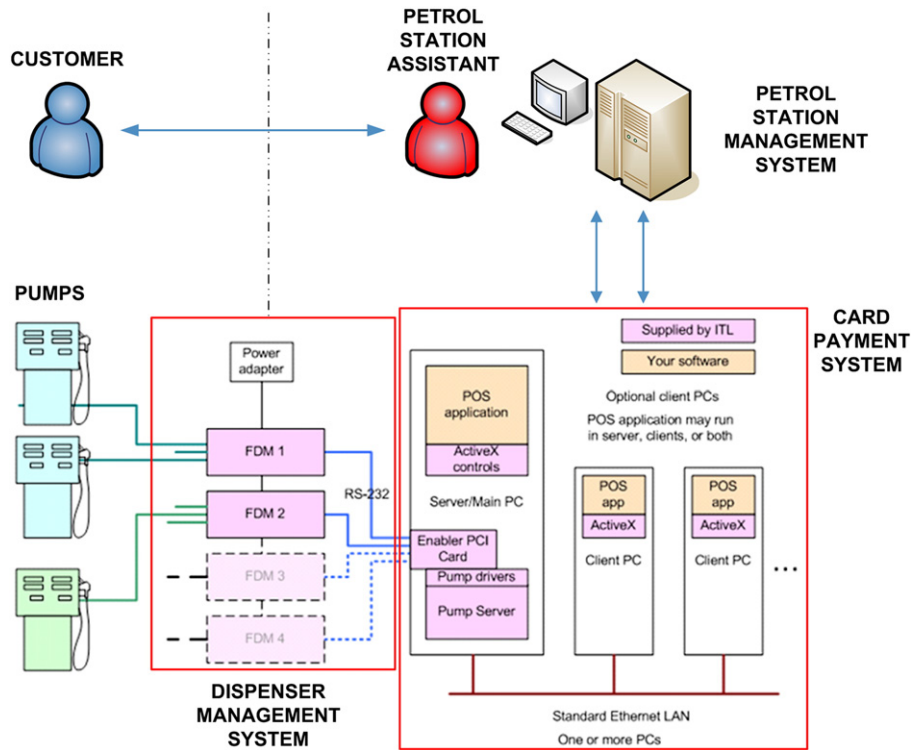 CUSTOMER
PETROL
STATION
ASSISTANT
PETROL
STATION
MANAGEMENT
SYSTEM
PUMPS
CARD
PAYMENT
SYSTEM
Power
adapter
FDM 1
FDM 2
FDM 3
FDM 4
RS-232
DISPENSER
MANAGEMENT
SYSTEM
Supplied by ITL
Your software
Optional client PCs
POS application may run
in server, clients, or both
POS
application
ActiveX
controls
Server/Main PC
Enabler PCI
Card
Pump drivers
Pump Server
POS
app
ActiveX
Client PC
POS
app
ActiveX
Client PC
...
Standard Ethernet LAN
One or more PCs